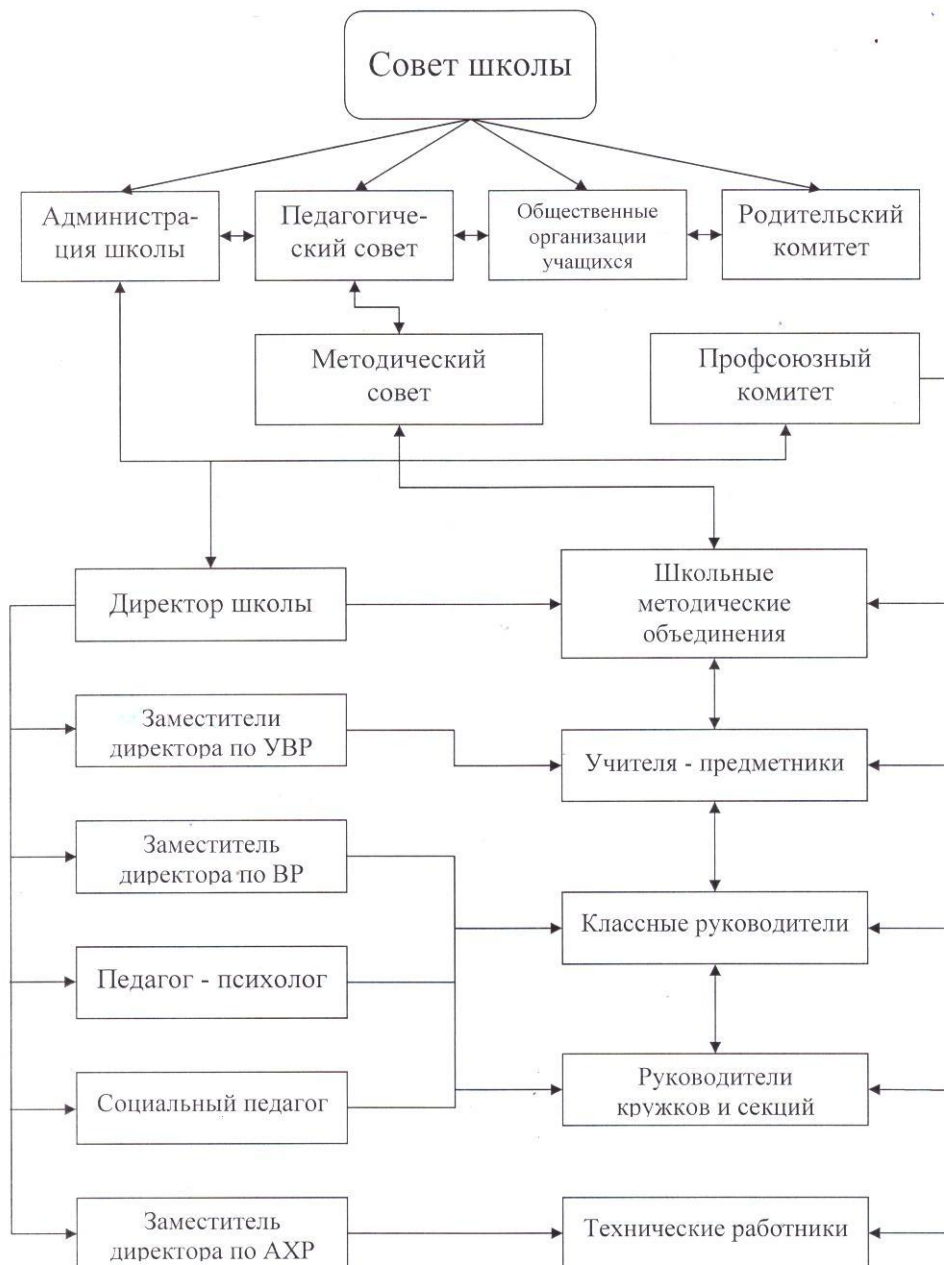 Совет школы
Администра-
ция школы
Педагогиче-
ский совет
Общественные
организации
учащихся
Родительский
комитет
Методический
совет
Профсоюзный
комитет
Директор школы
Школьные
методические
объединения
Заместители
директора по УВР
Учителя - предметники
Заместитель
директора по ВР
Классные руководители
Педагог - психолог
Социальный педагог
Руководители
кружков и секций
Заместитель
директора по АХР
Технические работники